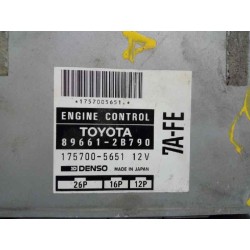 *1757005651*
ENGINE CONTROL
TOYOTA
89661-2B790
175700-5651 12V
DENSO MADE IN JAPAN
26P 16P 12P
7A-FE